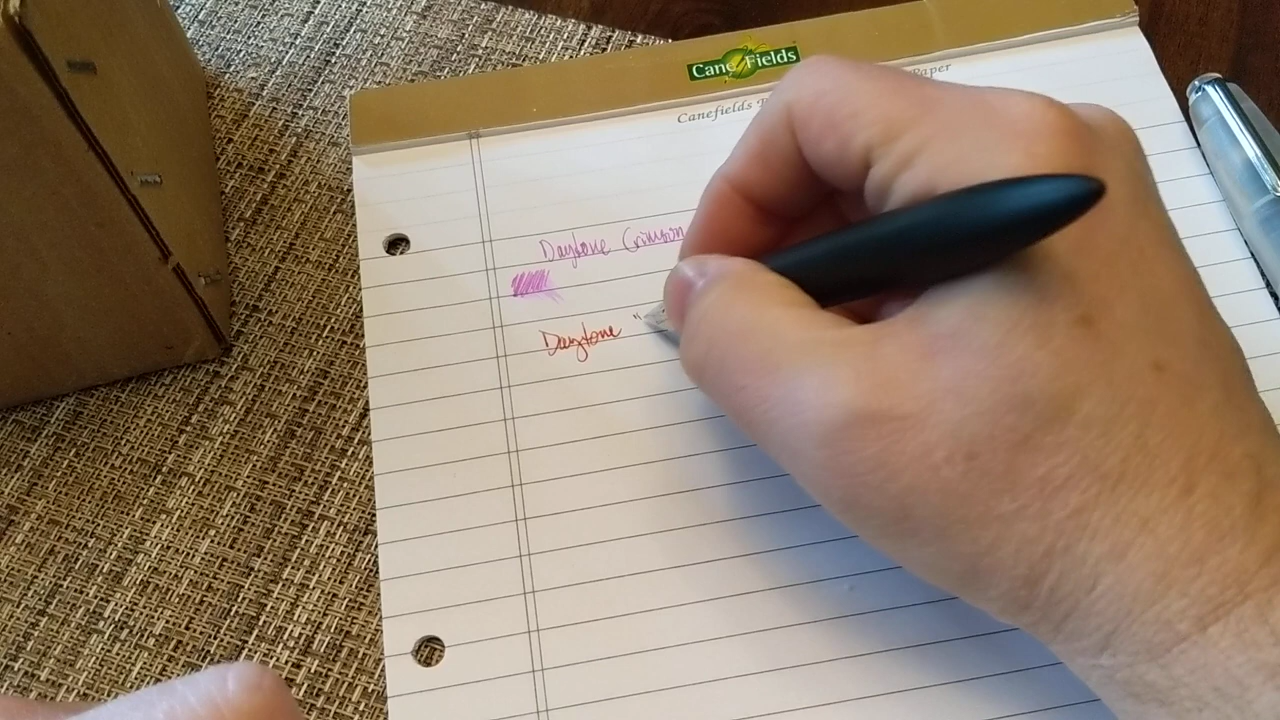 Cane Fields
Canefields P Paper
Daytone Crimson
Daytone "